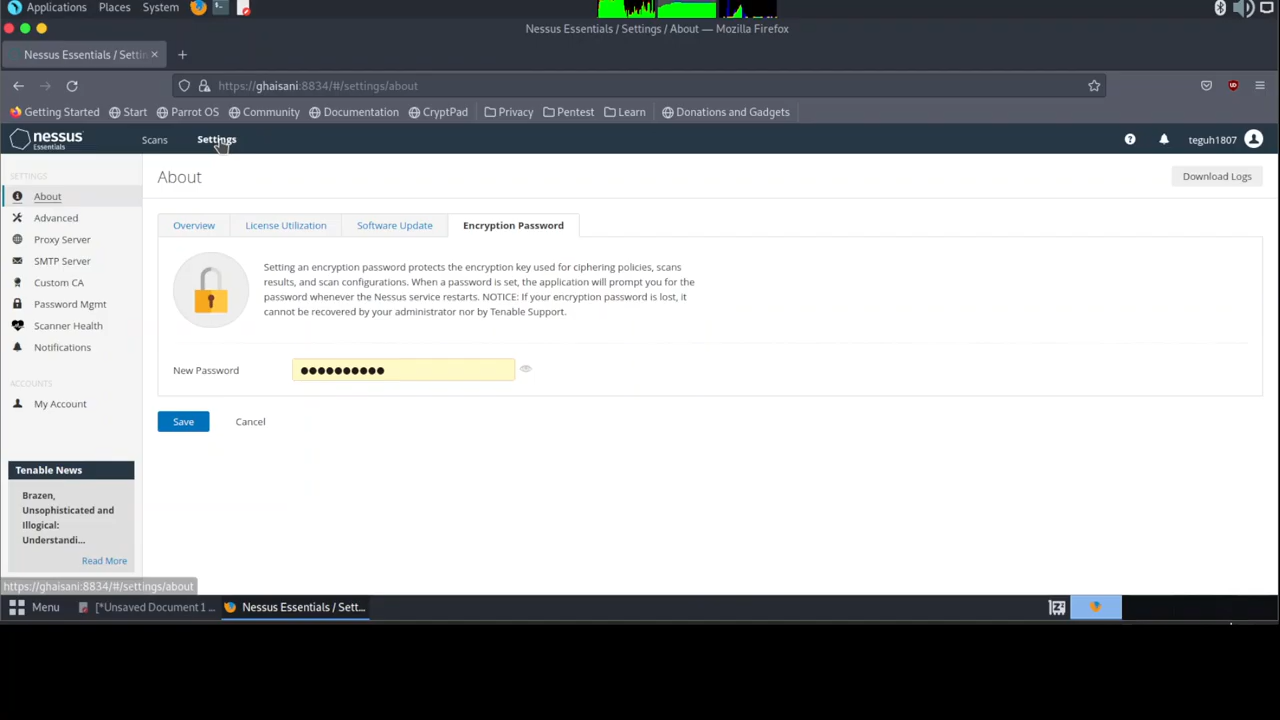 Applications Places System
Nessus Essentials / Settings / About — Mozilla Firefox
Nessus Essentials / Settin
https://ghaisani:8834/#/settings/about
Getting Started Start Parrot OS Community Documentation CryptPad Privacy Pentest Learn Donations and Gadgets
nessus Essentials Scans Settings teguh1807
SETTINGS
About
Advanced
Proxy Server
SMTP Server
Custom CA
Password Mgmt
Scanner Health
Notifications
ACCOUNTS
My Account
Tenable News
Brazen,
Unsophisticated and
Illogical:
Understandi...
Read More
About
Download Logs
Overview License Utilization Software Update Encryption Password
Setting an encryption password protects the encryption key used for ciphering policies, scans
results, and scan configurations. When a password is set, the application will prompt you for the
password whenever the Nessus service restarts. NOTICE: If your encryption password is lost, it
cannot be recovered by your administrator nor by Tenable Support.
New Password ●●●●●●●●●●
Save Cancel
https://ghaisani:8834/#/settings/about
Menu [*Unsaved Document 1 ... Nessus Essentials / Sett...